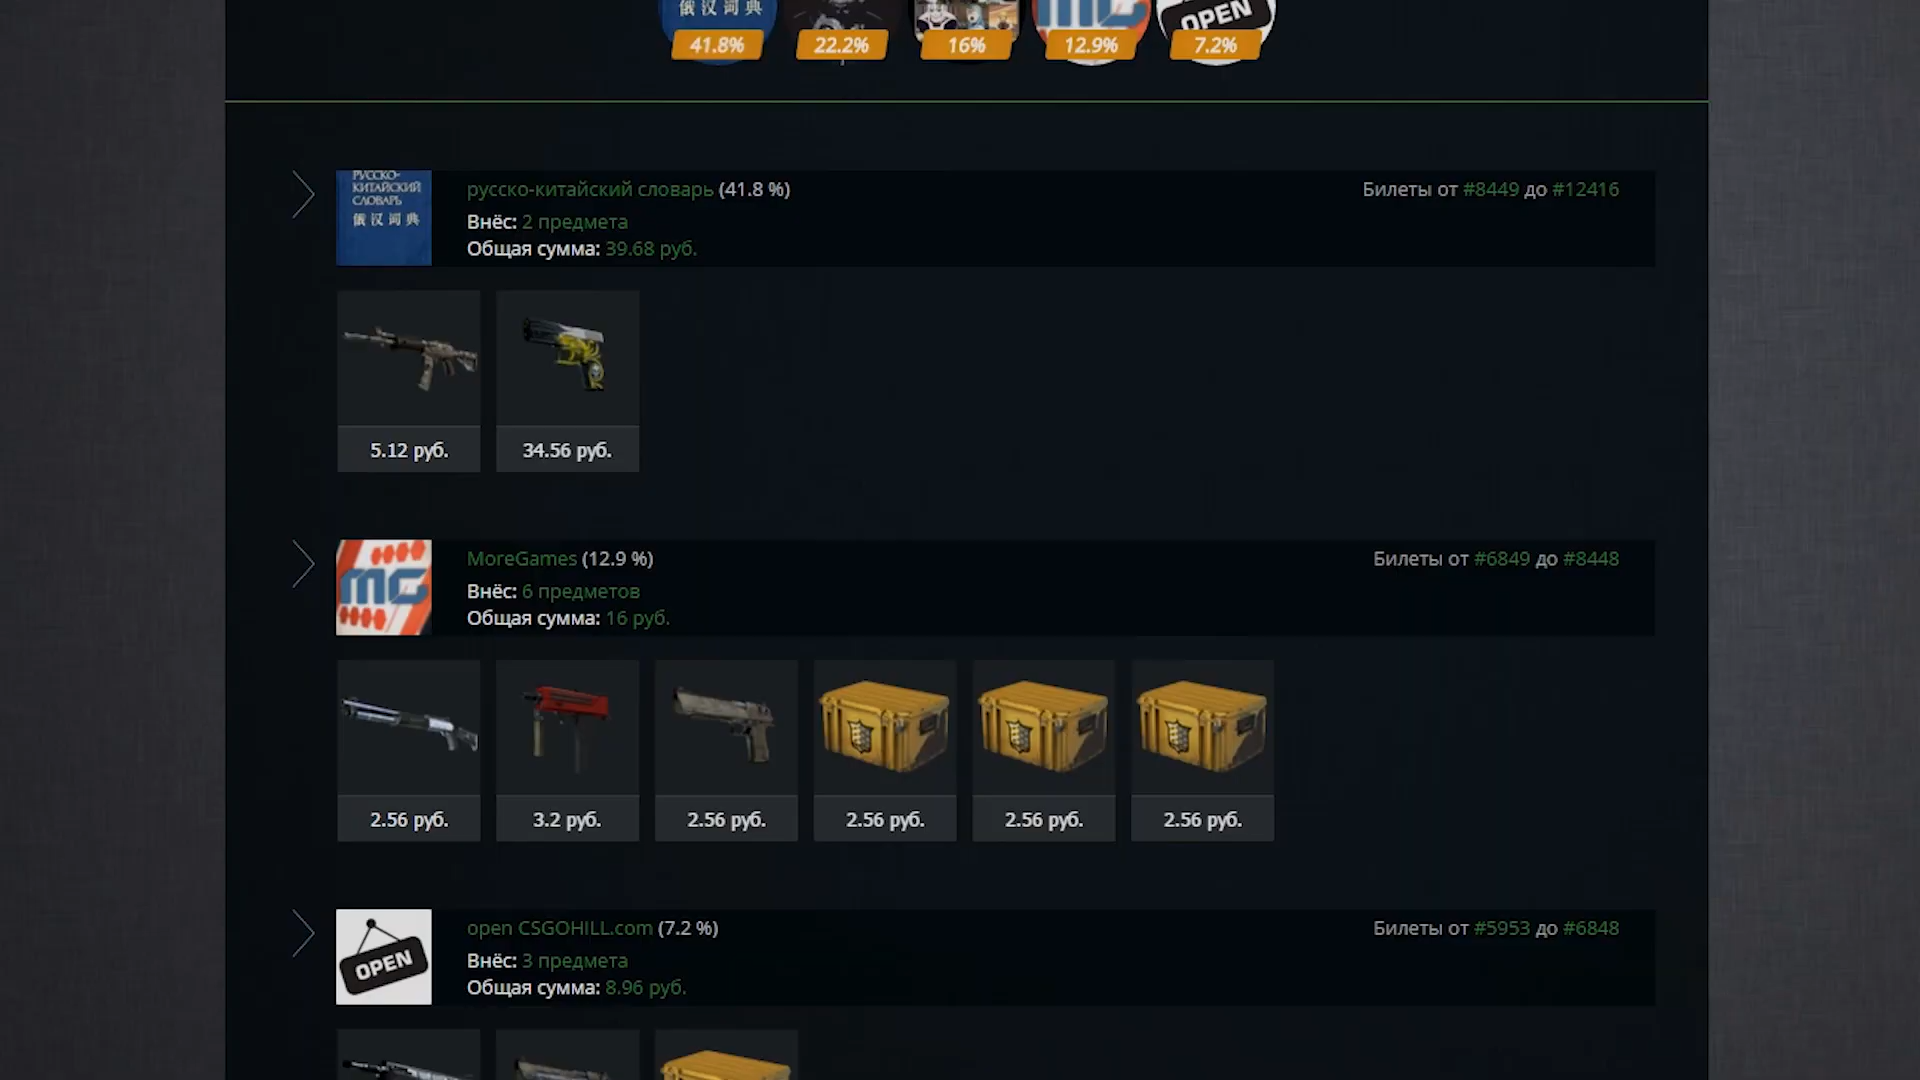 俄汉词典
OPEN
41.8%
22.2%
16%
12.9%
7.2%
РУССКО-
КИТАЙСКИЙ
СЛОВАРЬ
俄汉词典
русско-китайский словарь (41.8 %)
Билеты от #8449 до #12416
Внёс: 2 предмета
Общая сумма: 39.68 руб.
5.12 руб.
34.56 руб.
MG
MoreGames (12.9 %)
Билеты от #6849 до #8448
Внёс: 6 предметов
Общая сумма: 16 руб.
2.56 руб.
3.2 руб.
2.56 руб.
2.56 руб.
2.56 руб.
2.56 руб.
OPEN
open CSGOHILL.com (7.2 %)
Билеты от #5953 до #6848
Внёс: 3 предмета
Общая сумма: 8.96 руб.